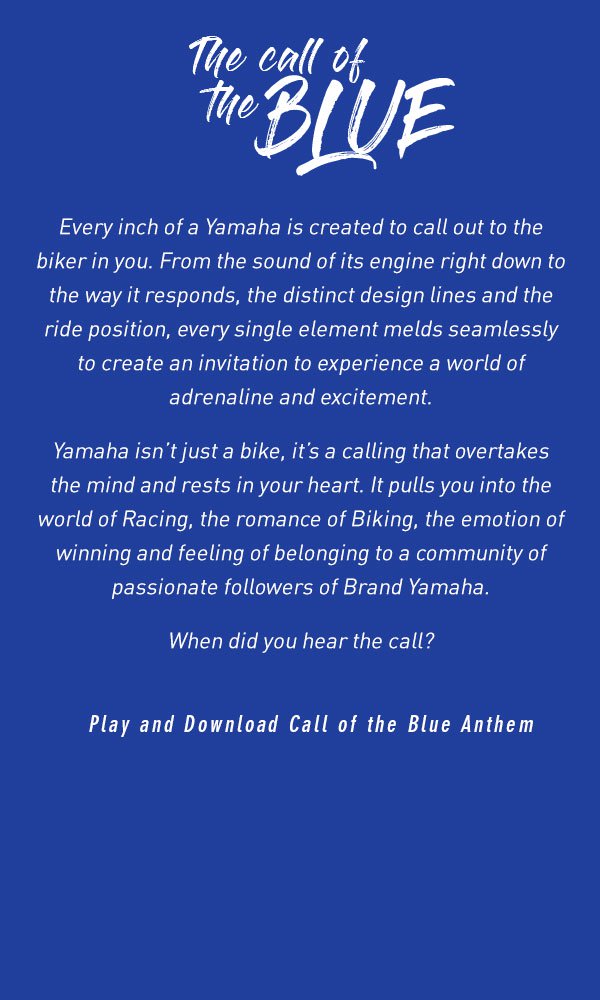 The call of
the BLUE
Every inch of a Yamaha is created to call out to the
biker in you. From the sound of its engine right down to
the way it responds, the distinct design lines and the
ride position, every single element melds seamlessly
to create an invitation to experience a world of
adrenaline and excitement.
Yamaha isn’t just a bike, it’s a calling that overtakes
the mind and rests in your heart. It pulls you into the
world of Racing, the romance of Biking, the emotion of
winning and feeling of belonging to a community of
passionate followers of Brand Yamaha.
When did you hear the call?
Play and Download Call of the Blue Anthem